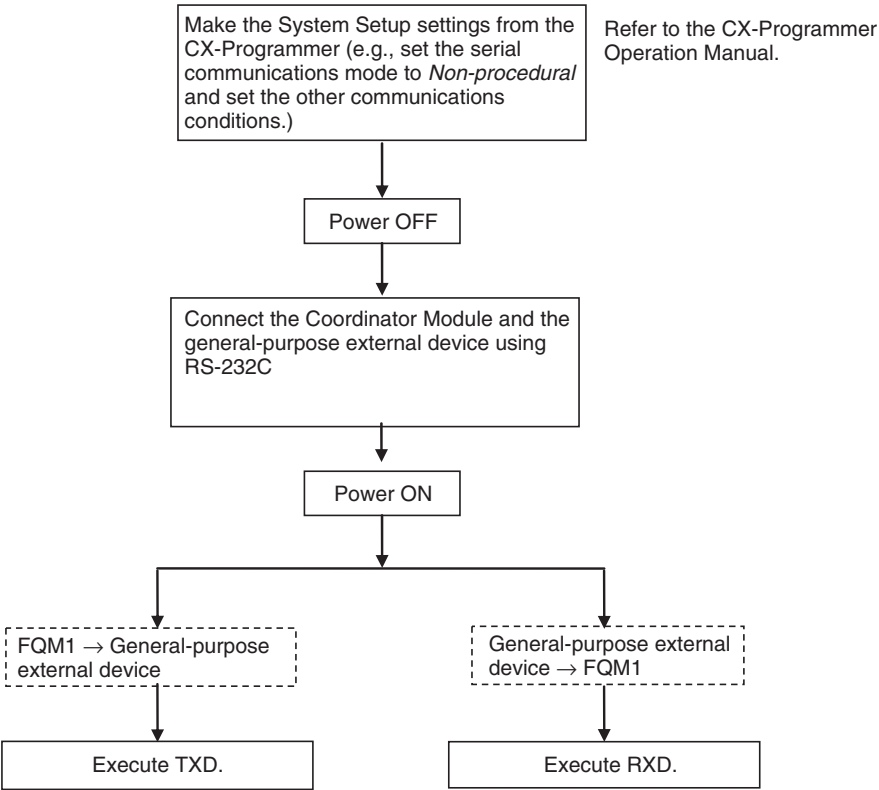 Make the System Setup settings from the
CX-Programmer (e.g., set the serial
communications mode to Non-procedural
and set the other communications
conditions.)
Refer to the CX-Programmer
Operation Manual.
Power OFF
Connect the Coordinator Module and the
general-purpose external device using
RS-232C
Power ON
FQM1 → General-purpose
external device
General-purpose external
device → FQM1
Execute TXD.
Execute RXD.